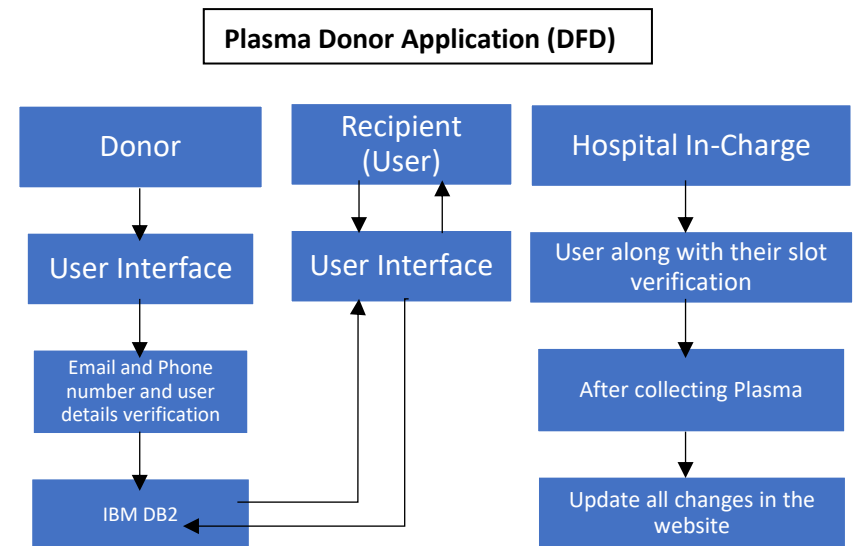 Plasma Donor Application (DFD)
Donor
User Interface
Email and Phone
number and user
details verification
IBM DB2
Recipient
(User)
User Interface
Hospital In-Charge
User along with their slot
verification
After collecting Plasma
Update all changes in the
website